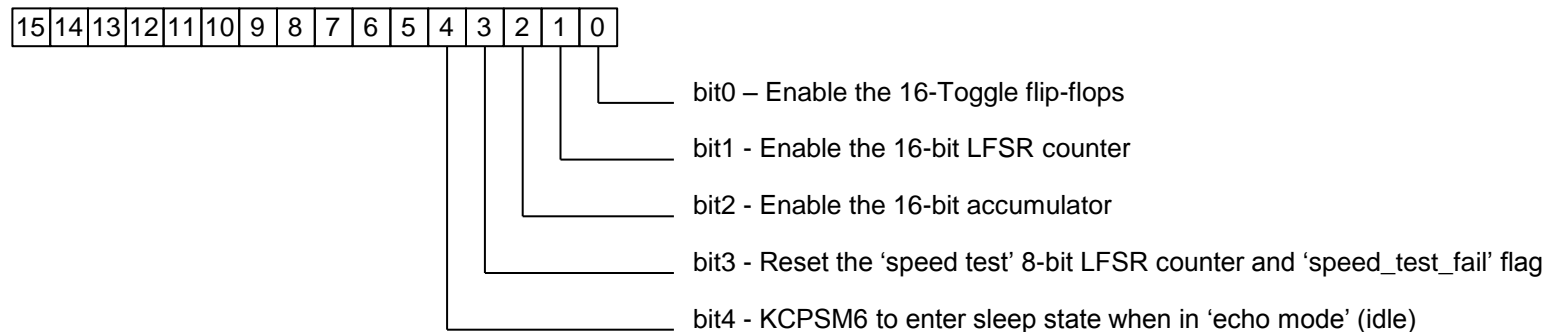 15 14 13 12 11 10 9 8 7 6 5 4 3 2 1 0
bit0 – Enable the 16-Toggle flip-flops
bit1 - Enable the 16-bit LFSR counter
bit2 - Enable the 16-bit accumulator
bit3 - Reset the ‘speed test’ 8-bit LFSR counter and ‘speed_test_fail’ flag
bit4 - KCPSM6 to enter sleep state when in ‘echo mode’ (idle)